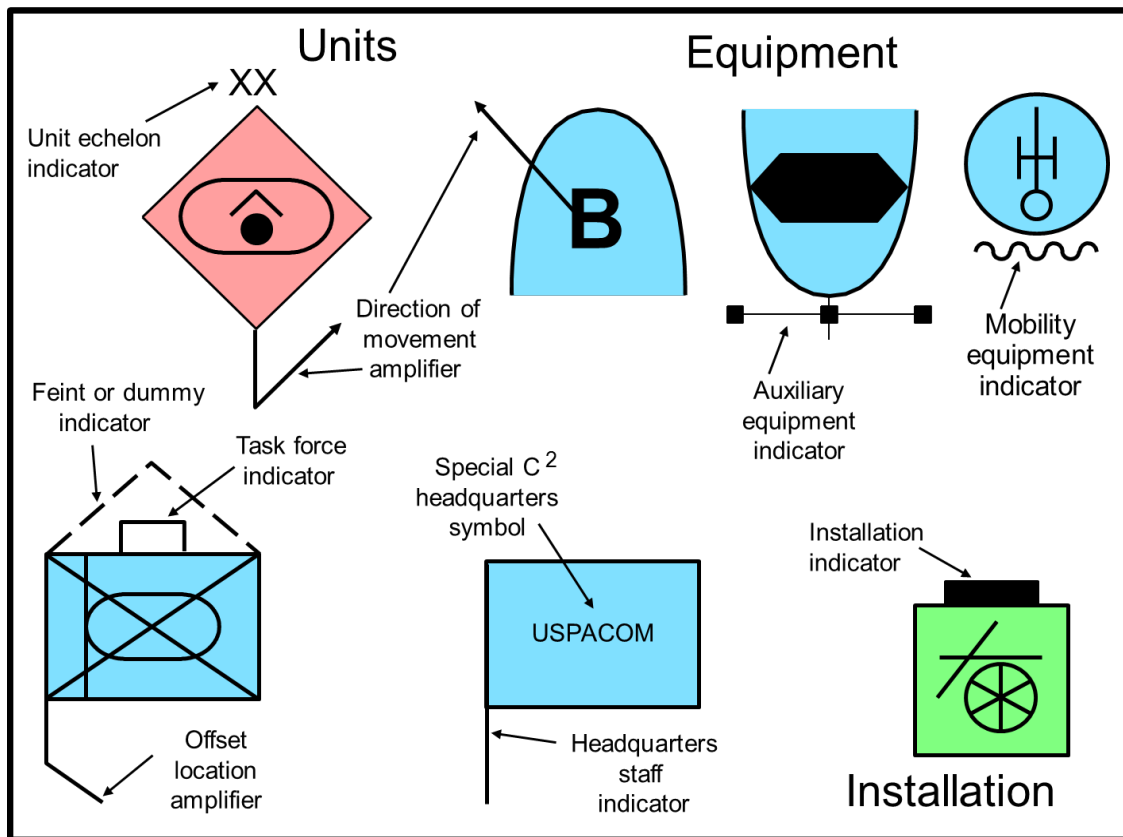 Units
Equipment
XX
Unit echelon
indicator
B
Direction of
movement
amplifier
Auxiliary
equipment
indicator
Mobility
equipment
indicator
Feint or dummy
indicator
Task force
indicator
Special C²
headquarters
symbol
Installation
indicator
USPACOM
Offset
location
amplifier
Headquarters
staff
indicator
Installation